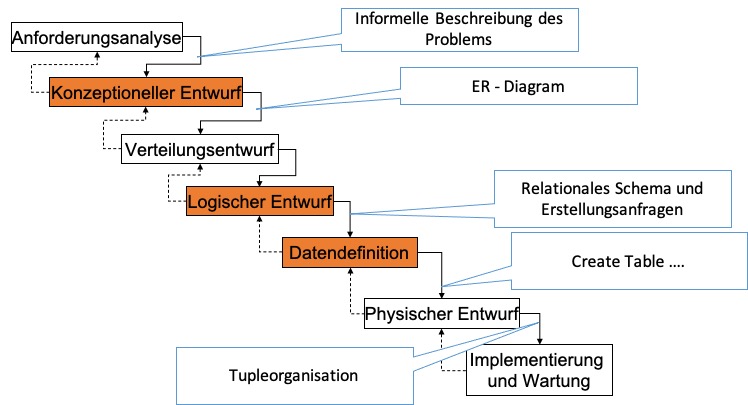 Informelle Beschreibung des
Problems
Anforderungsanalyse
ER - Diagram
Konzeptioneller Entwurf
Verteilungsentwurf
Relationales Schema und
Erstellungsanfragen
Logischer Entwurf
Datendefinition
Create Table ....
Physischer Entwurf
Implementierung
und Wartung
Tupleorganisation